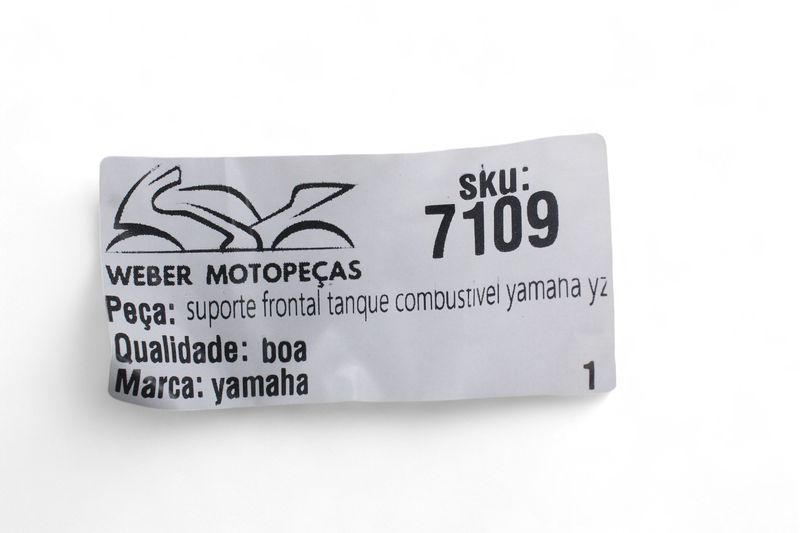 WEBER MOTOPEÇAS
sku:
7109
Peça: suporte frontal tanque combustivel yamaha yz
Qualidade: boa
Marca: yamaha
1